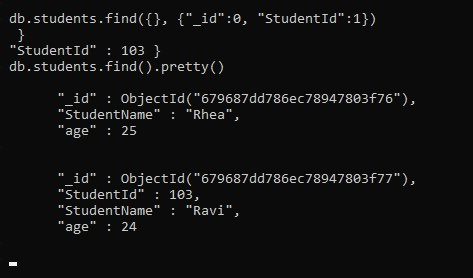 db.students.find({}, {"_id":0, "StudentId":1})
 }
"StudentId" : 103 }
db.students.find().pretty()
"_id" : ObjectId("679687dd786ec78947803f76"),
"StudentName" : "Rhea",
"age" : 25
"_id" : ObjectId("679687dd786ec78947803f77"),
"StudentId" : 103,
"StudentName" : "Ravi",
"age" : 24